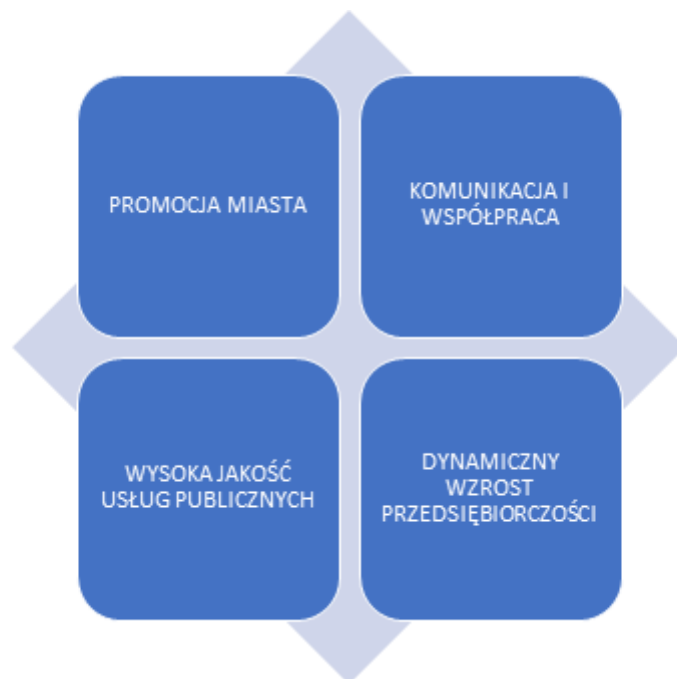 PROMOCJA MIASTA
KOMUNIKACJA I
WSPÓŁPRACA
WYSOKA JAKOŚĆ
USŁUG PUBLICZNYCH
DYNAMICZNY
WZROST
PRZEDSIĘBIORCZOŚCI